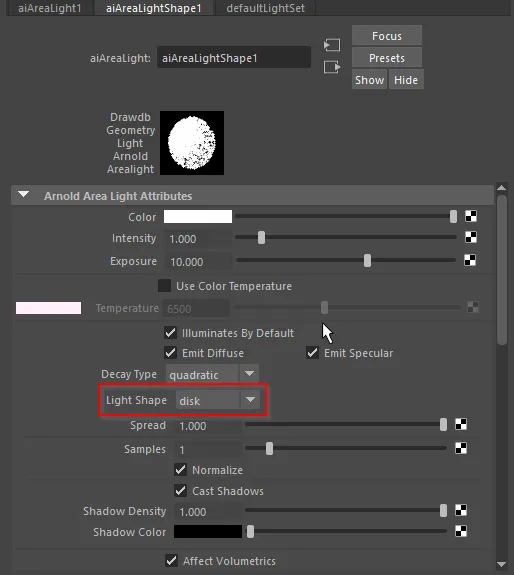 aiAreaLight1 aiAreaLightShape1 defaultLightSet
Focus
aiAreaLight: aiAreaLightShape1
Presets
Show Hide
Drawdb
Geometry
Light
Arnold
Arealight
Arnold Area Light Attributes
Color
Intensity 1.000
Exposure 10.000
Use Color Temperature
Temperature 6500
Illuminates By Default
Emit Diffuse Emit Specular
Decay Type quadratic
Light Shape disk
Spread 1.000
Samples 1
Normalize
Cast Shadows
Shadow Density 1.000
Shadow Color
Affect Volumetrics